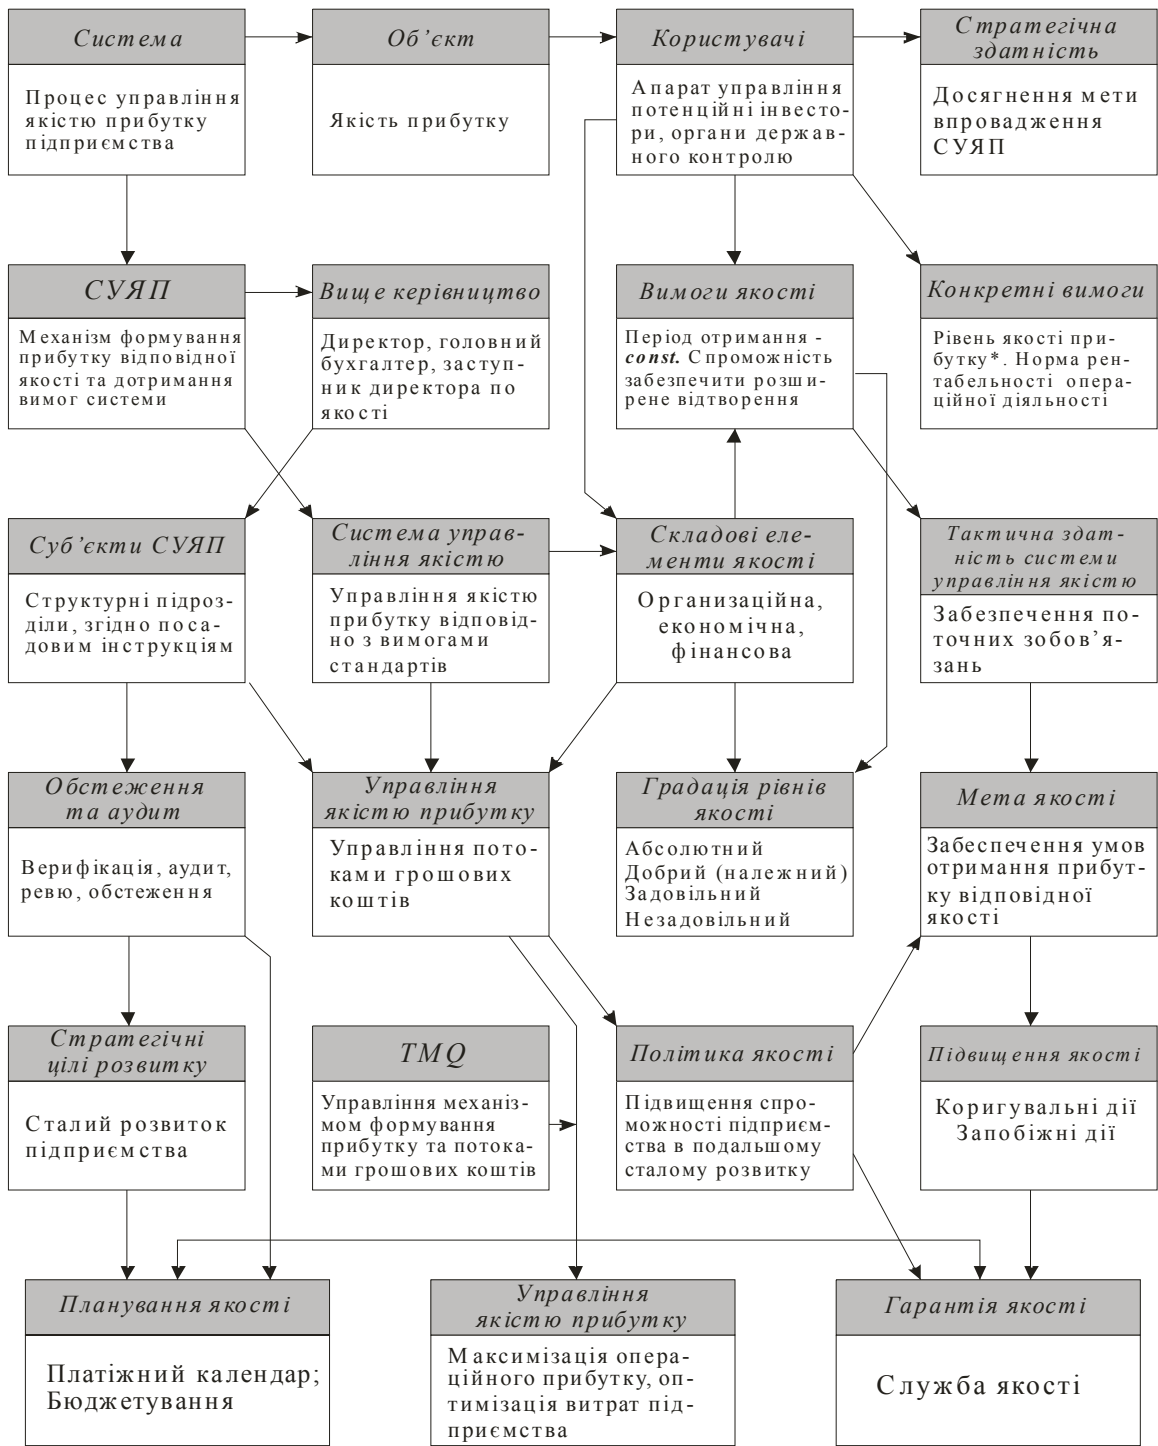 Система
Процес управління
якістю прибутку
підприємства
Об’єкт
Якість прибутку
Користувачі
Апарат управління
потенційні інвесто-
ри, органи держав-
ного контролю
Стратегічна
здатність
Досягнення мети
впровадження
СУЯП
СУЯП
Механізм формування
прибутку відповідної
якості та дотримання
вимог системи
Вище керівництво
Директор, головний
бухгалтер, заступ-
ник директора по
якості
Вимоги якості
Період отримання -
const. Спроможність
забезпечити розши-
рене відтворення
Конкретні вимоги
Рівень якості при-
бутку*. Норма рен-
табельності опера-
ційної діяльності
Суб’єкти СУЯП
Структурні підроз-
діли, згідно поса-
довим інструкціям
Система управ-
ління якістю
Управління якістю
прибутку відповід-
но з вимогами
стандартів
Складові еле-
менти якості
Організаційна,
економічна,
фінансова
Тактична здат-
ність системи
управління якістю
Забезпечення по-
точних зобов’я-
зань
Обстеження
та аудит
Верифікація, аудит,
ревю, обстеження
Управління
якістю прибутку
Управління пото-
ками грошових
коштів
Градація рівнів
якості
Абсолютний
Добрий (належний)
Задовільний
Незадовільний
Мета якості
Забеспечення умов
отримання прибут-
ку відповідної
якості
Стратегічні
цілі розвитку
Сталий розвиток
підприємства
TMQ
Управління механіз-
мом формування
прибутку та потока-
ми грошових коштів
Політика якості
Підвищення спро-
можності підприєм-
ства в подальшому
сталому розвитку
Підвищення якості
Коригувальні дії
Запобіжні дії
Планування якості
Платіжний календар;
Бюджетування
Управління
якістю прибутку
Максимізація опера-
ційного прибутку, оп-
тимізація витрат під-
приємства
Гарантія якості
Служба якості